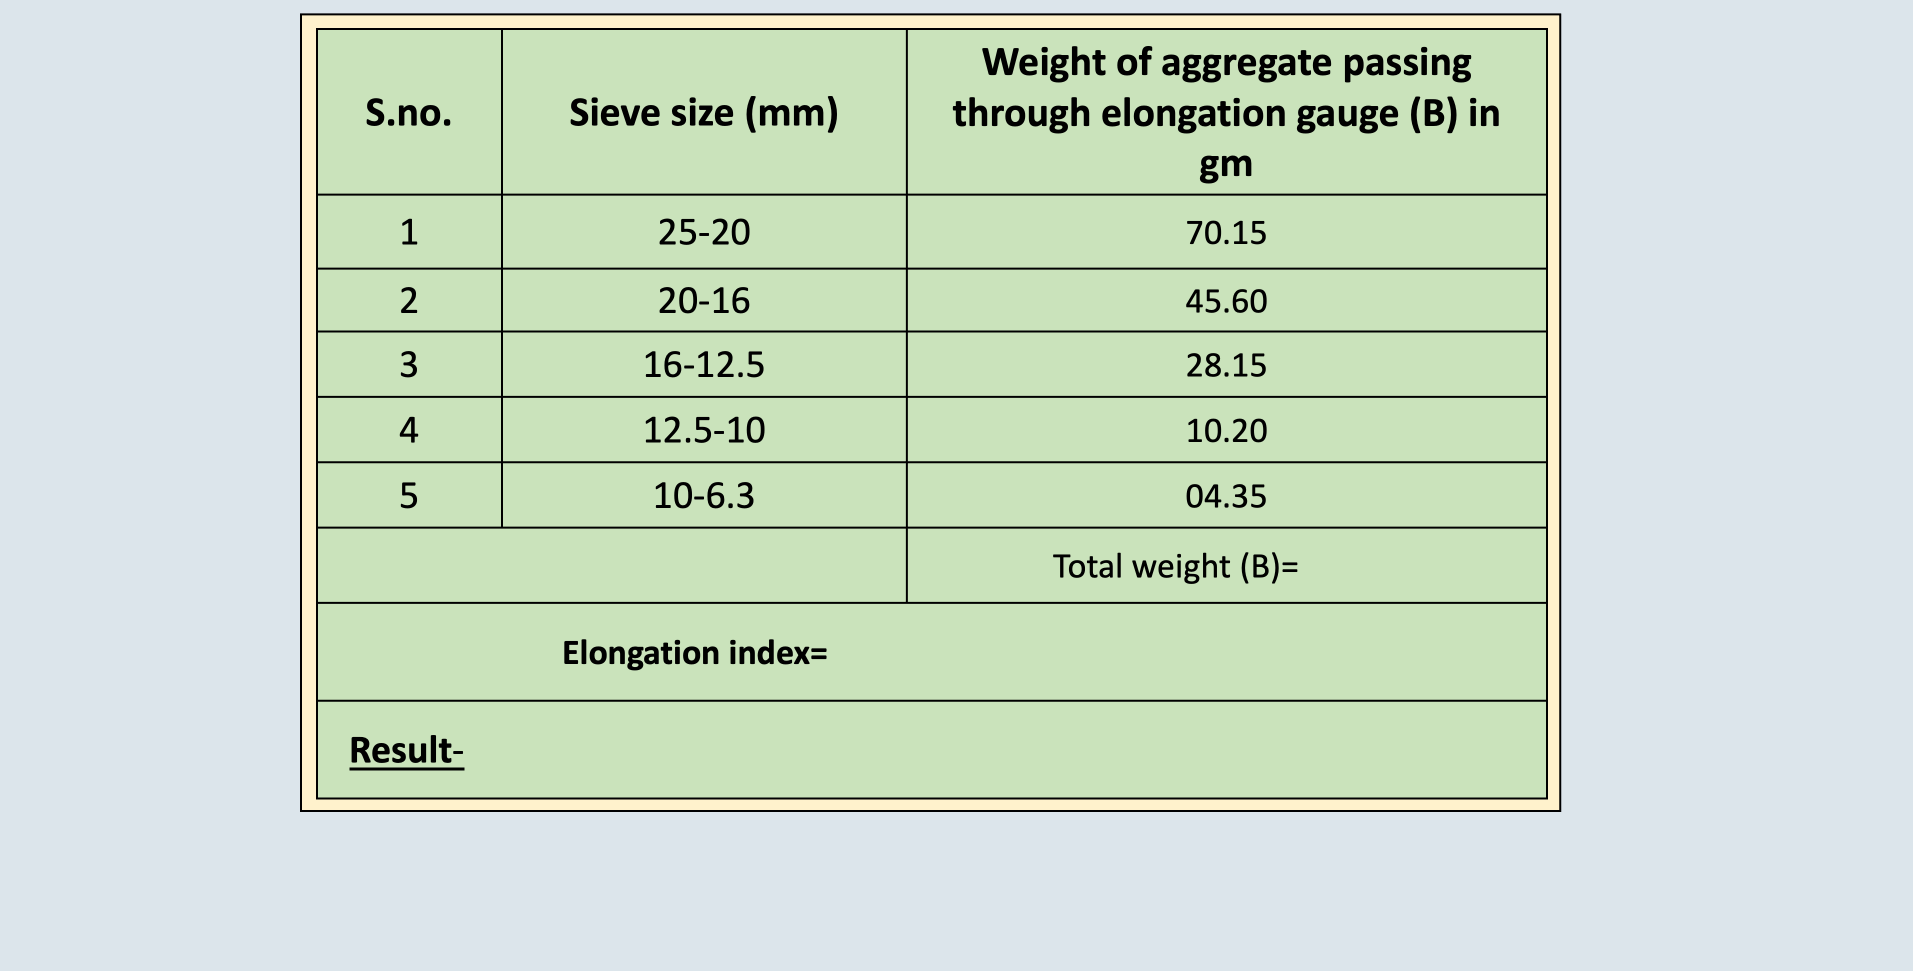 S.no.
Sieve size (mm)
Weight of aggregate passing
through elongation gauge (B) in
gm
1
25-20
70.15
2
20-16
45.60
3
16-12.5
28.15
4
12.5-10
10.20
5
10-6.3
04.35
Total weight (B)=
Elongation index=
Result-